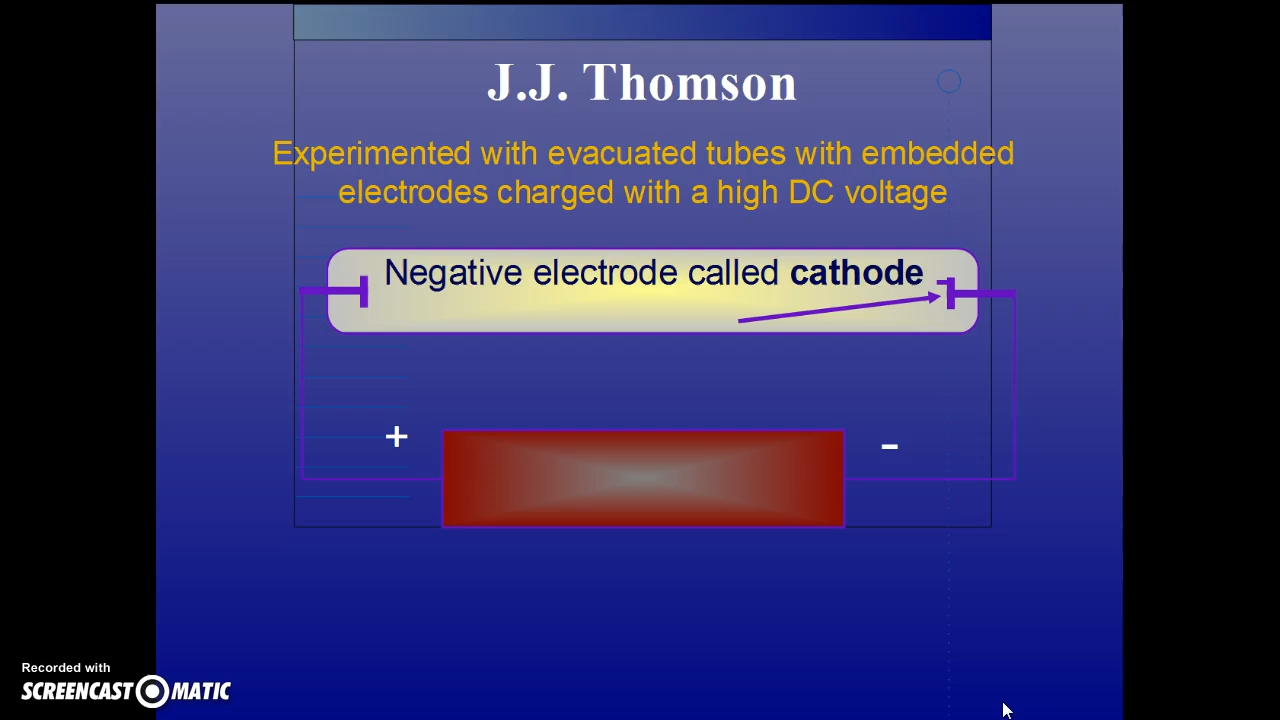 J.J. Thomson
Experimented with evacuated tubes with embedded
electrodes charged with a high DC voltage
Negative electrode called cathode
+ -
Recorded with
SCREENCAST O MATIC